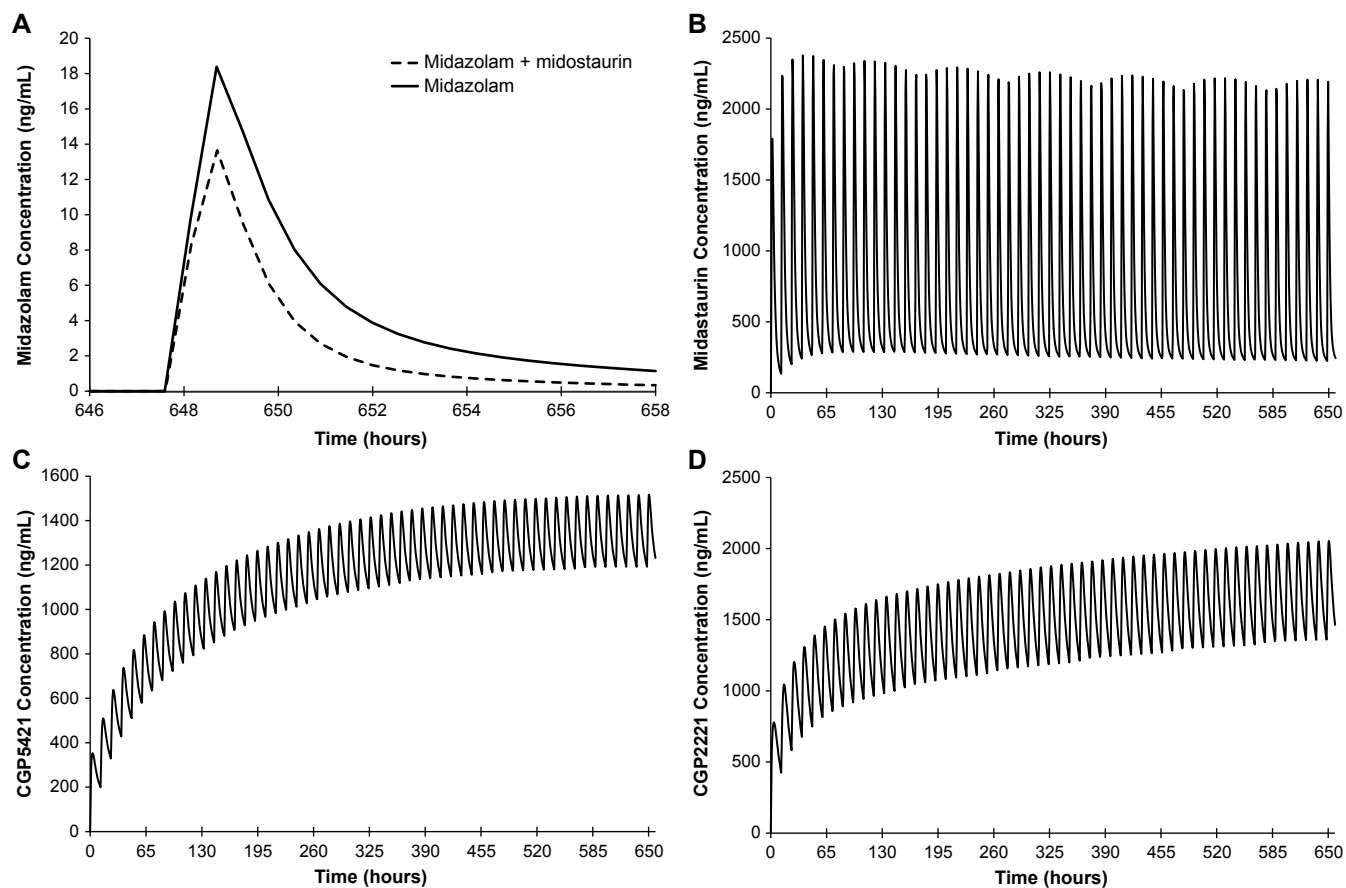 A
Midazolam Concentration (ng/mL)
20
18
16
14
12
10
8
6
4
2
0
646 648 650 652 654 656 658
Time (hours)
Midazolam + midostaurin
Midazolam
B
Midastaurin Concentration (ng/mL)
2500
2000
1500
1000
500
0
0 65 130 195 260 325 390 455 520 585 650
Time (hours)
C
CGP5421 Concentration (ng/mL)
1600
1400
1200
1000
800
600
400
200
0
0 65 130 195 260 325 390 455 520 585 650
Time (hours)
D
CGP2221 Concentration (ng/mL)
2500
2000
1500
1000
500
0
0 65 130 195 260 325 390 455 520 585 650
Time (hours)